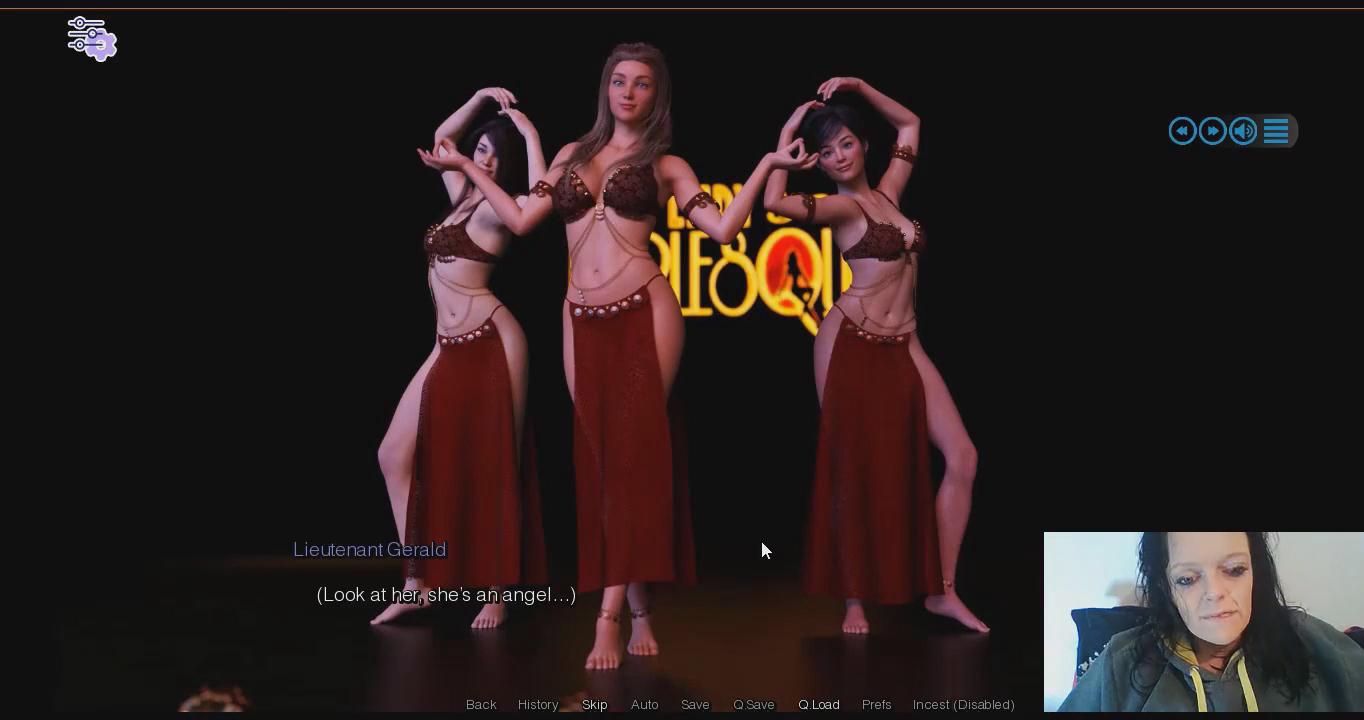 Lieutenant Gerald
(Look at her, she's an angel...)
Back History Skip Auto Save Q.Save Q.Load Prefs Incest (Disabled)